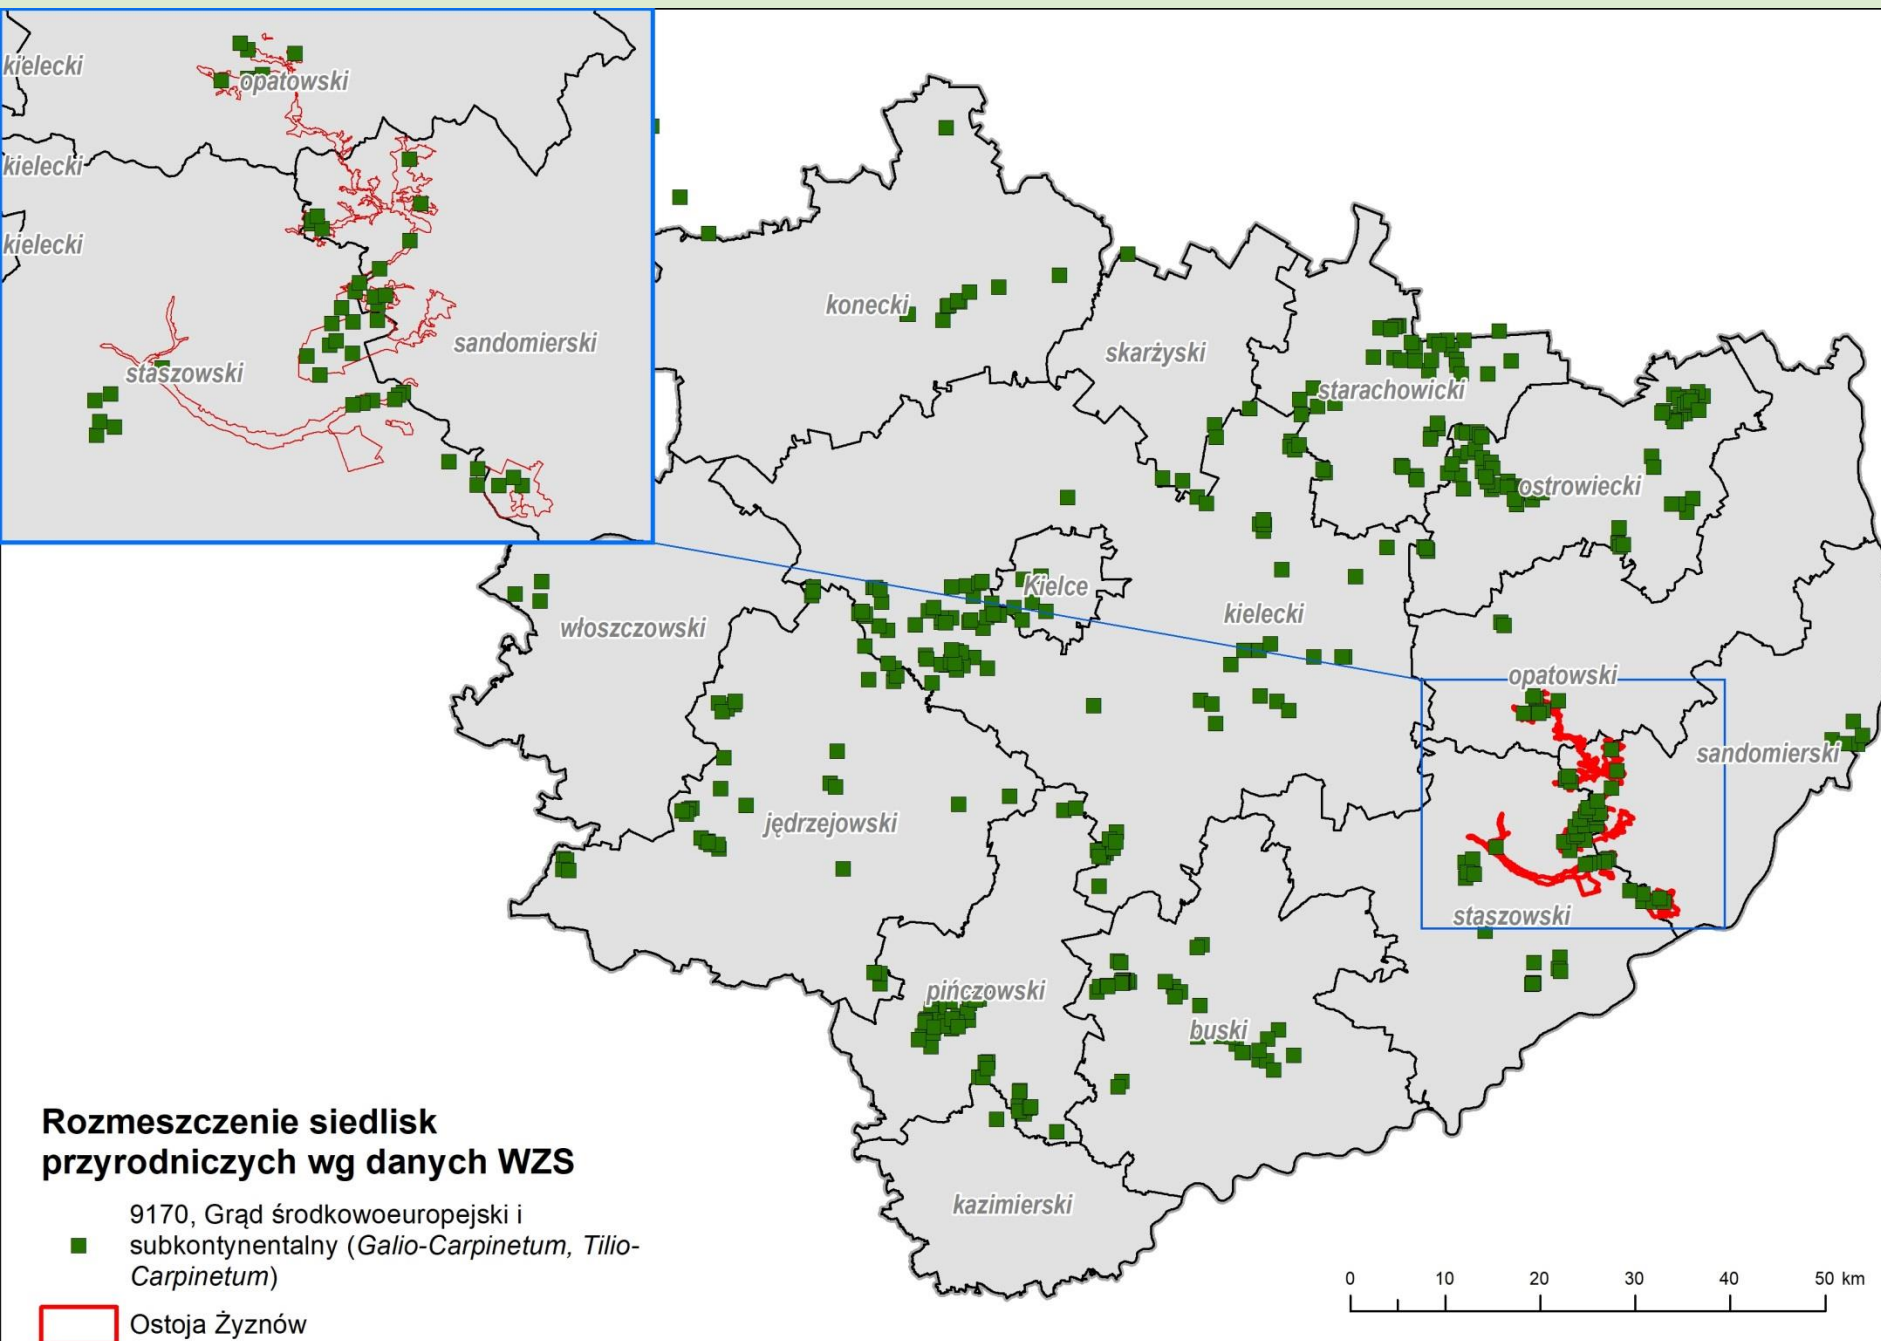 kielecki
opatowski
kielecki
kielecki
sandomierski
staszowski
konecki
skarżyski
starachowicki
ostrowiecki
Kielce
kielecki
włoszczowski
opatowski
sandomierski
jędrzejowski
staszowski
pińczowski
buski
kazimierski
Rozmeszczenie siedlisk
przyrodniczych wg danych WZS
9170, Grąd środkowoeuropejski i
subkontynentalny (Galio-Carpinetum, Tilio-
Carpinetum)
Ostoja Żyznów
0 10 20 30 40 50 km